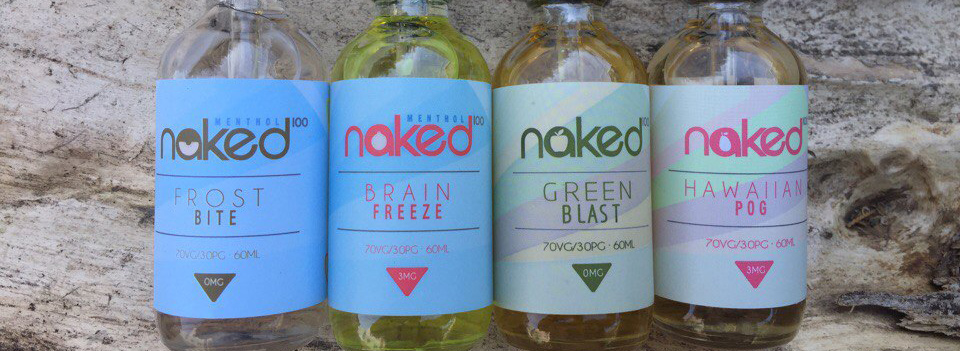 MENTHOL
naked 100
FROST
BITE
70VG/30PG · 60ML
0MG
MENTHOL
naked 100
BRAIN
FREEZE
70VG/30PG · 60ML
3MG
naked 100
GREEN
BLAST
70VG/30PG · 60ML
0MG
naked
HAWAIIAN
POG
70VG/30PG · 60ML
3MG